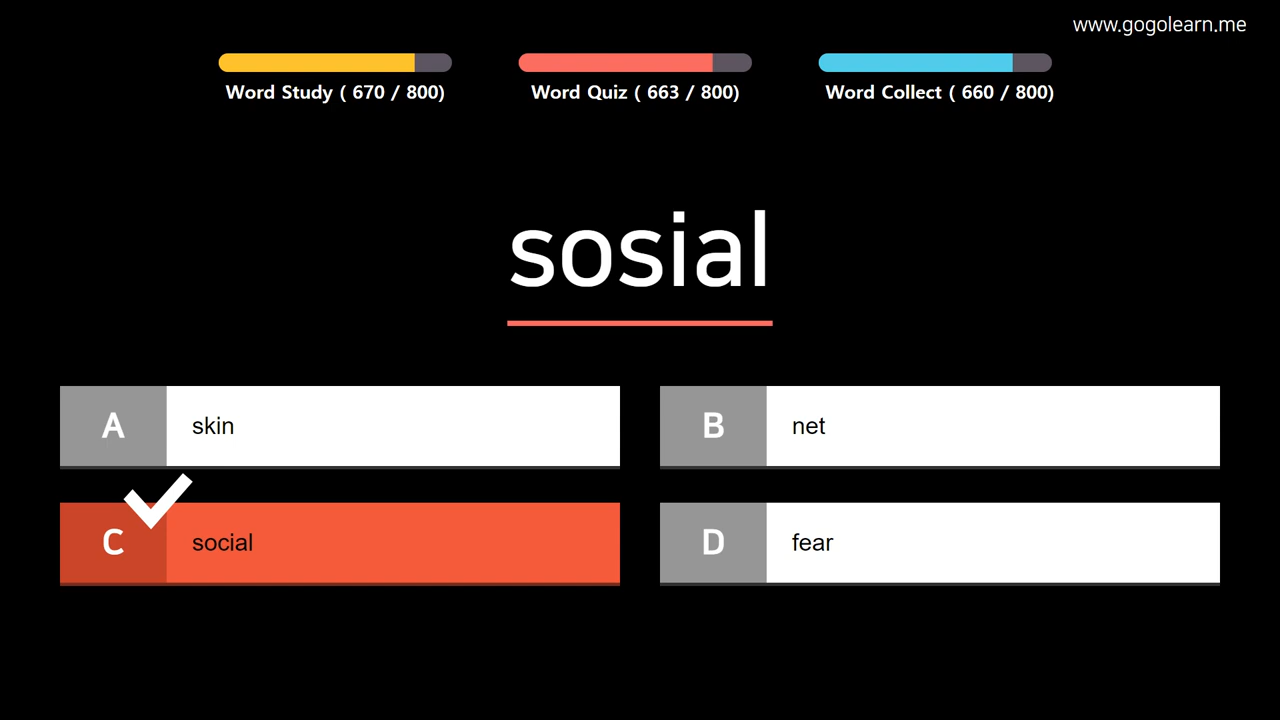 www.gogolearn.me
Word Study ( 670 / 800)
Word Quiz ( 663 / 800)
Word Collect ( 660 / 800)
sosial
A
skin
B
net
C
social
D
fear